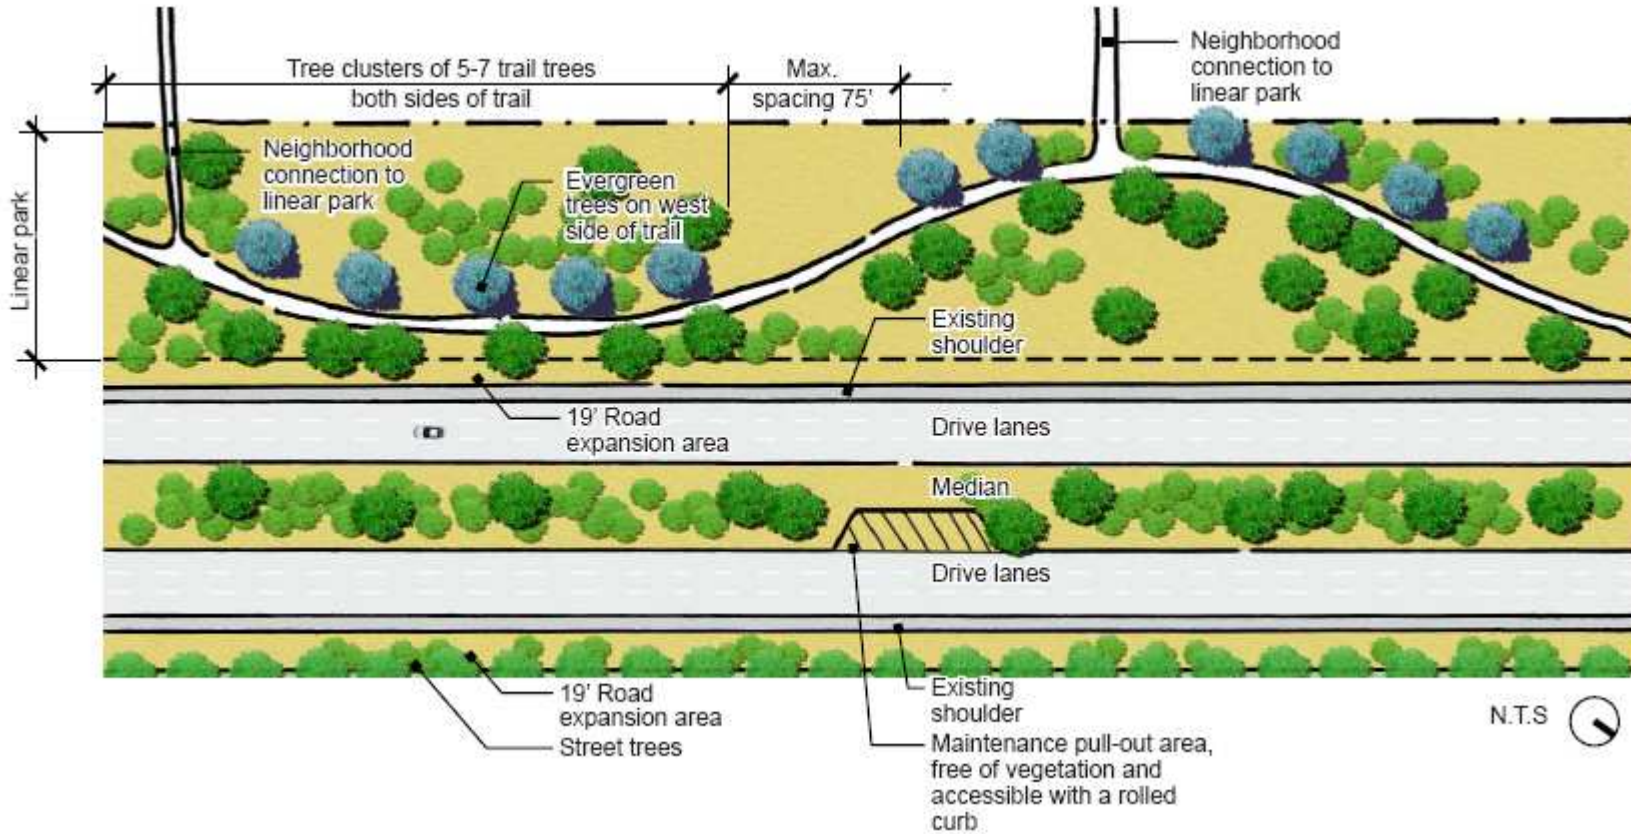 Tree clusters of 5-7 trail trees
both sides of trail
Max.
spacing 75'
Neighborhood
connection to
linear park
Neighborhood
connection to
linear park
Evergreen
trees on west
side of trail
Linear park
Existing
shoulder
19' Road
expansion area
Drive lanes
Median
Drive lanes
19' Road
expansion area
Street trees
Existing
shoulder
Maintenance pull-out area,
free of vegetation and
accessible with a rolled
curb
N.T.S